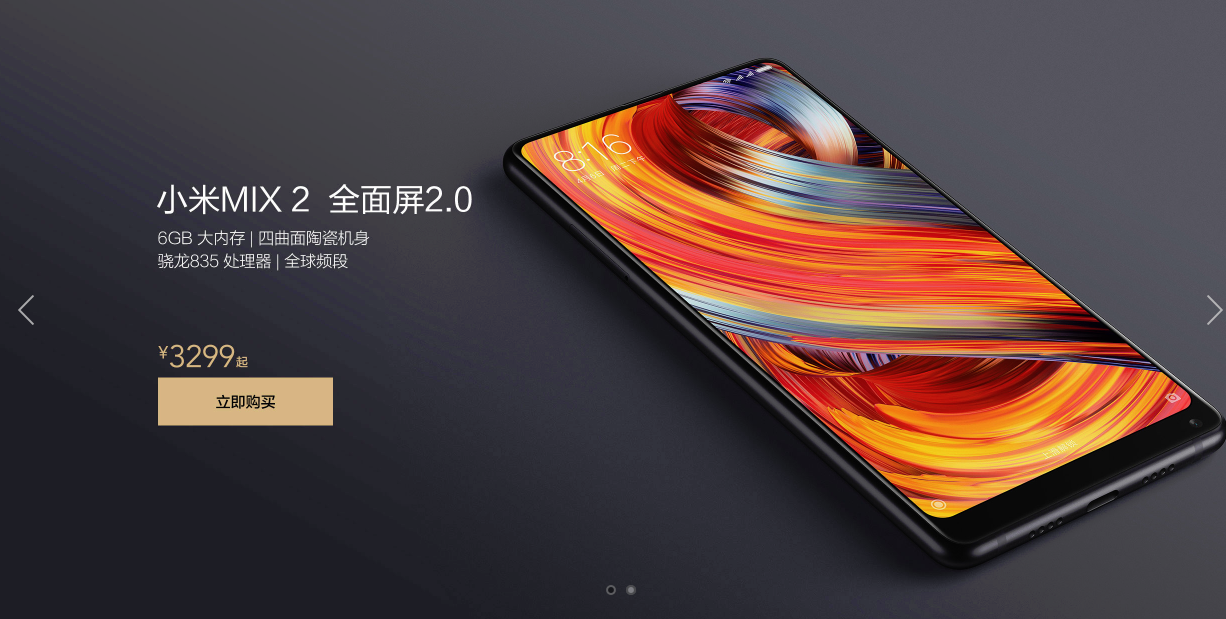 小米MIX 2 全面屏2.0
6GB 大内存 | 四曲面陶瓷机身
骁龙835 处理器 | 全球频段
¥3299起
立即购买
8:16